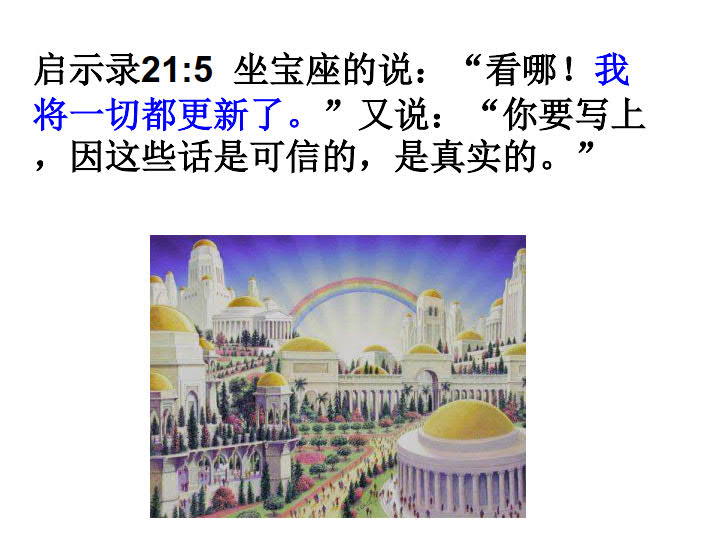 启示录21:5 坐宝座的说：“看哪！我
将一切都更新了。”又说：“你要写上
，因这些话是可信的，是真实的。”